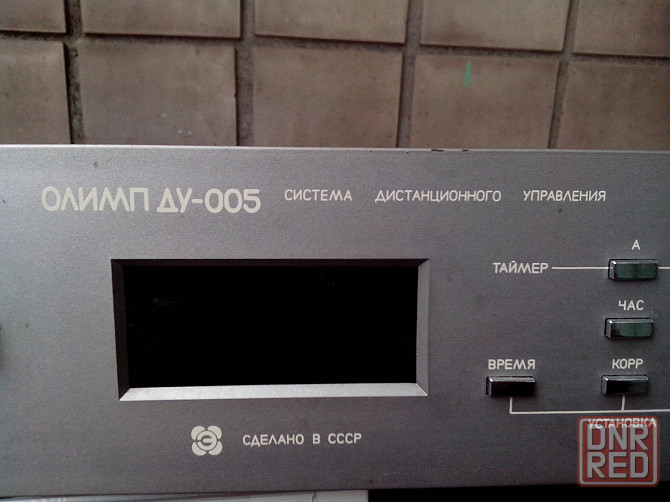 ОЛИМП ДУ-005 СИСТЕМА ДИСТАНЦИОННОГО УПРАВЛЕНИЯ
А
ТАЙМЕР
ЧАС
ВРЕМЯ КОРР
УСТАНОВКА
Э СДЕЛАНО В СССР
DNR
RED